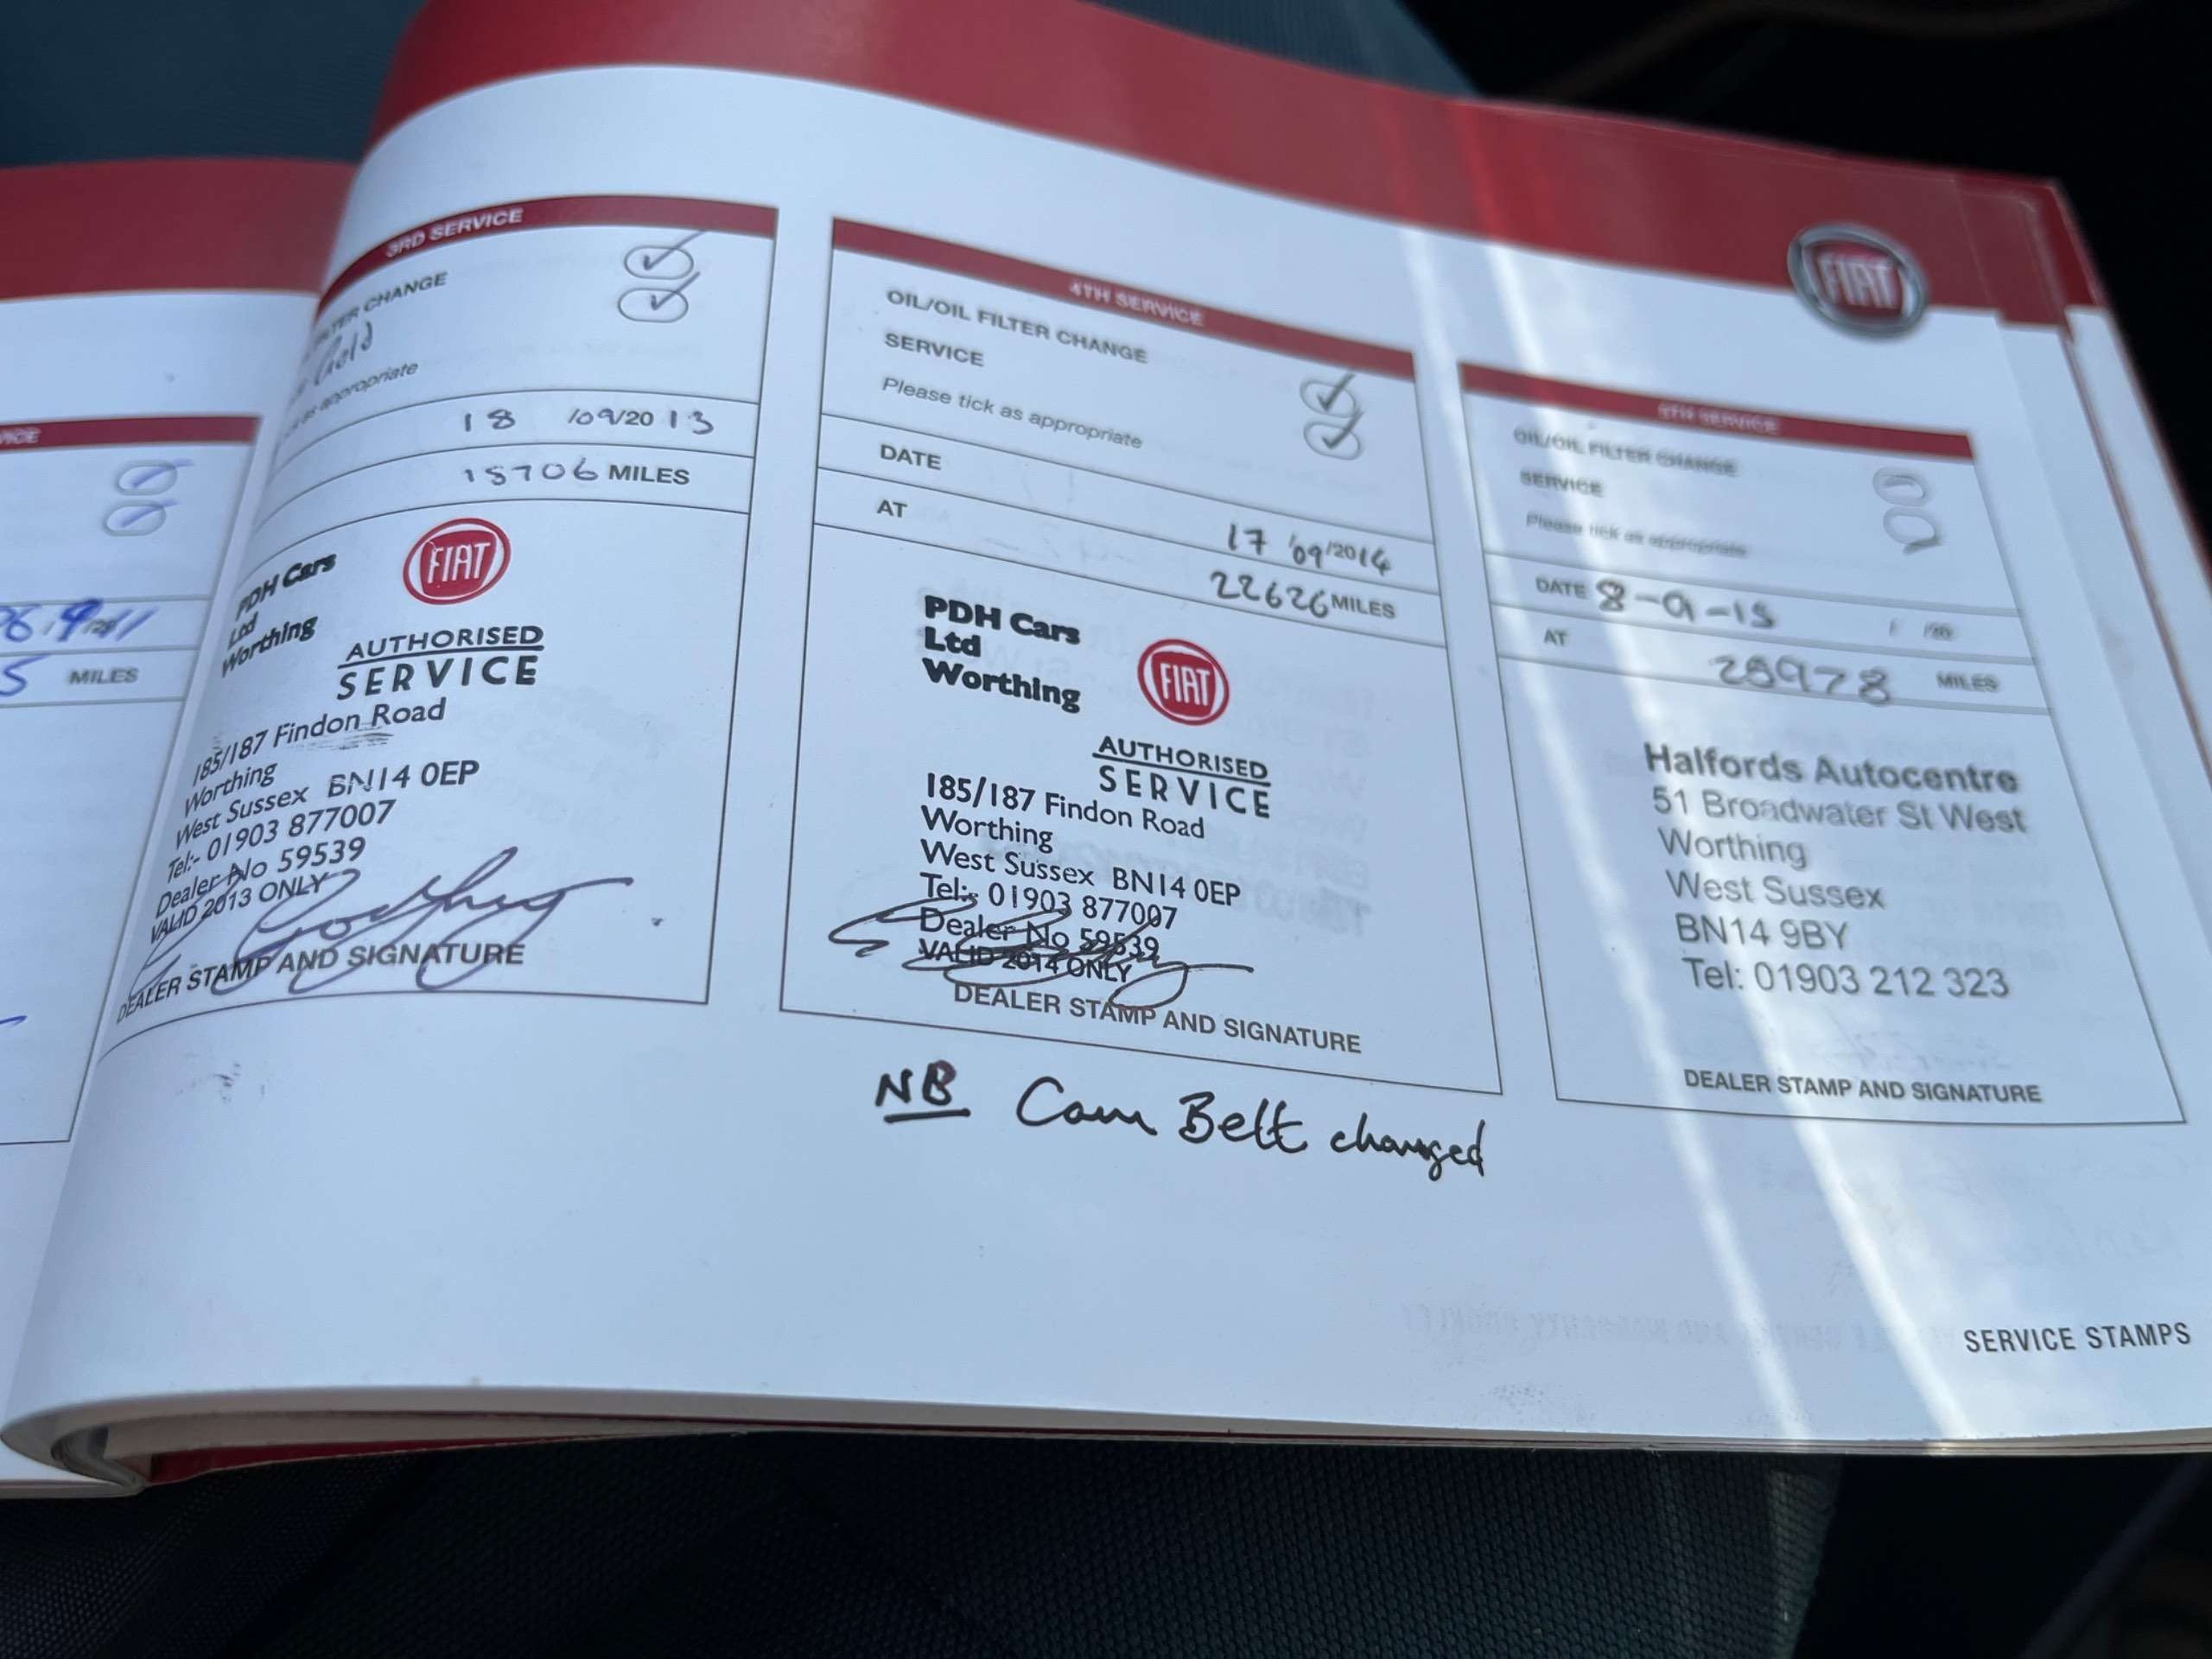 VICE
MILES
3RD SERVICE
FILTER CHANGE
as appropriate
18 /09/20 13
15706 MILES
PDH Cars
Ltd
Worthing
FIAT
AUTHORISED
SERVICE
185/187 Findon Road
Worthing
West Sussex BN14 0EP
Tel:- 01903 877007
Dealer No 59539
VALID 2013 ONLY
DEALER STAMP AND SIGNATURE
4TH SERVICE
OIL/OIL FILTER CHANGE
SERVICE
Please tick as appropriate
DATE 17 /09/2014
AT 22626 MILES
PDH Cars
Ltd
Worthing
FIAT
AUTHORISED
SERVICE
185/187 Findon Road
Worthing
West Sussex BN14 0EP
Tel:- 01903 877007
Dealer No 59539
VALID 2014 ONLY
DEALER STAMP AND SIGNATURE
NB Cam Belt changed
FIAT
5TH SERVICE
OIL/OIL FILTER CHANGE
SERVICE
Please tick as appropriate
DATE 8-9-15 / /20
AT 28978 MILES
Halfords Autocentre
51 Broadwater St West
Worthing
West Sussex
BN14 9BY
Tel: 01903 212 323
DEALER STAMP AND SIGNATURE
SERVICE STAMPS